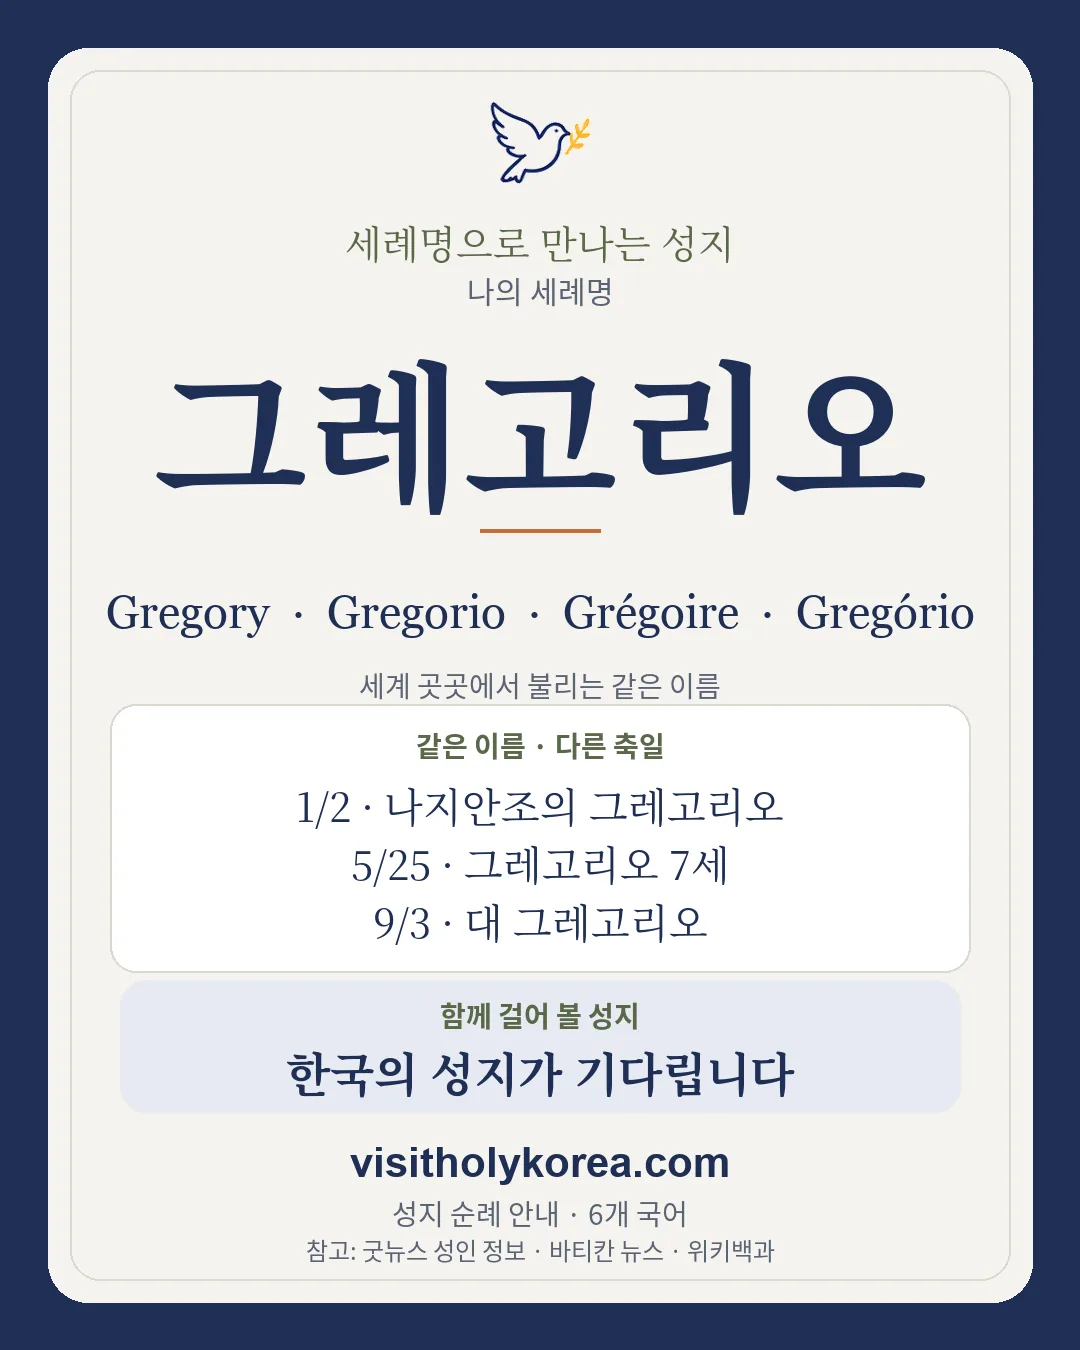 세례명으로 만나는 성지
나의 세례명
그레고리오
Gregory · Gregorio · Grégoire · Gregório
세계 곳곳에서 불리는 같은 이름
같은 이름 · 다른 축일
1/2 · 나지안조의 그레고리오
5/25 · 그레고리오 7세
9/3 · 대 그레고리오
함께 걸어 볼 성지
한국의 성지가 기다립니다
visitholykorea.com
성지 순례 안내 · 6개 국어
참고: 굿뉴스 성인 정보 · 바티칸 뉴스 · 위키백과